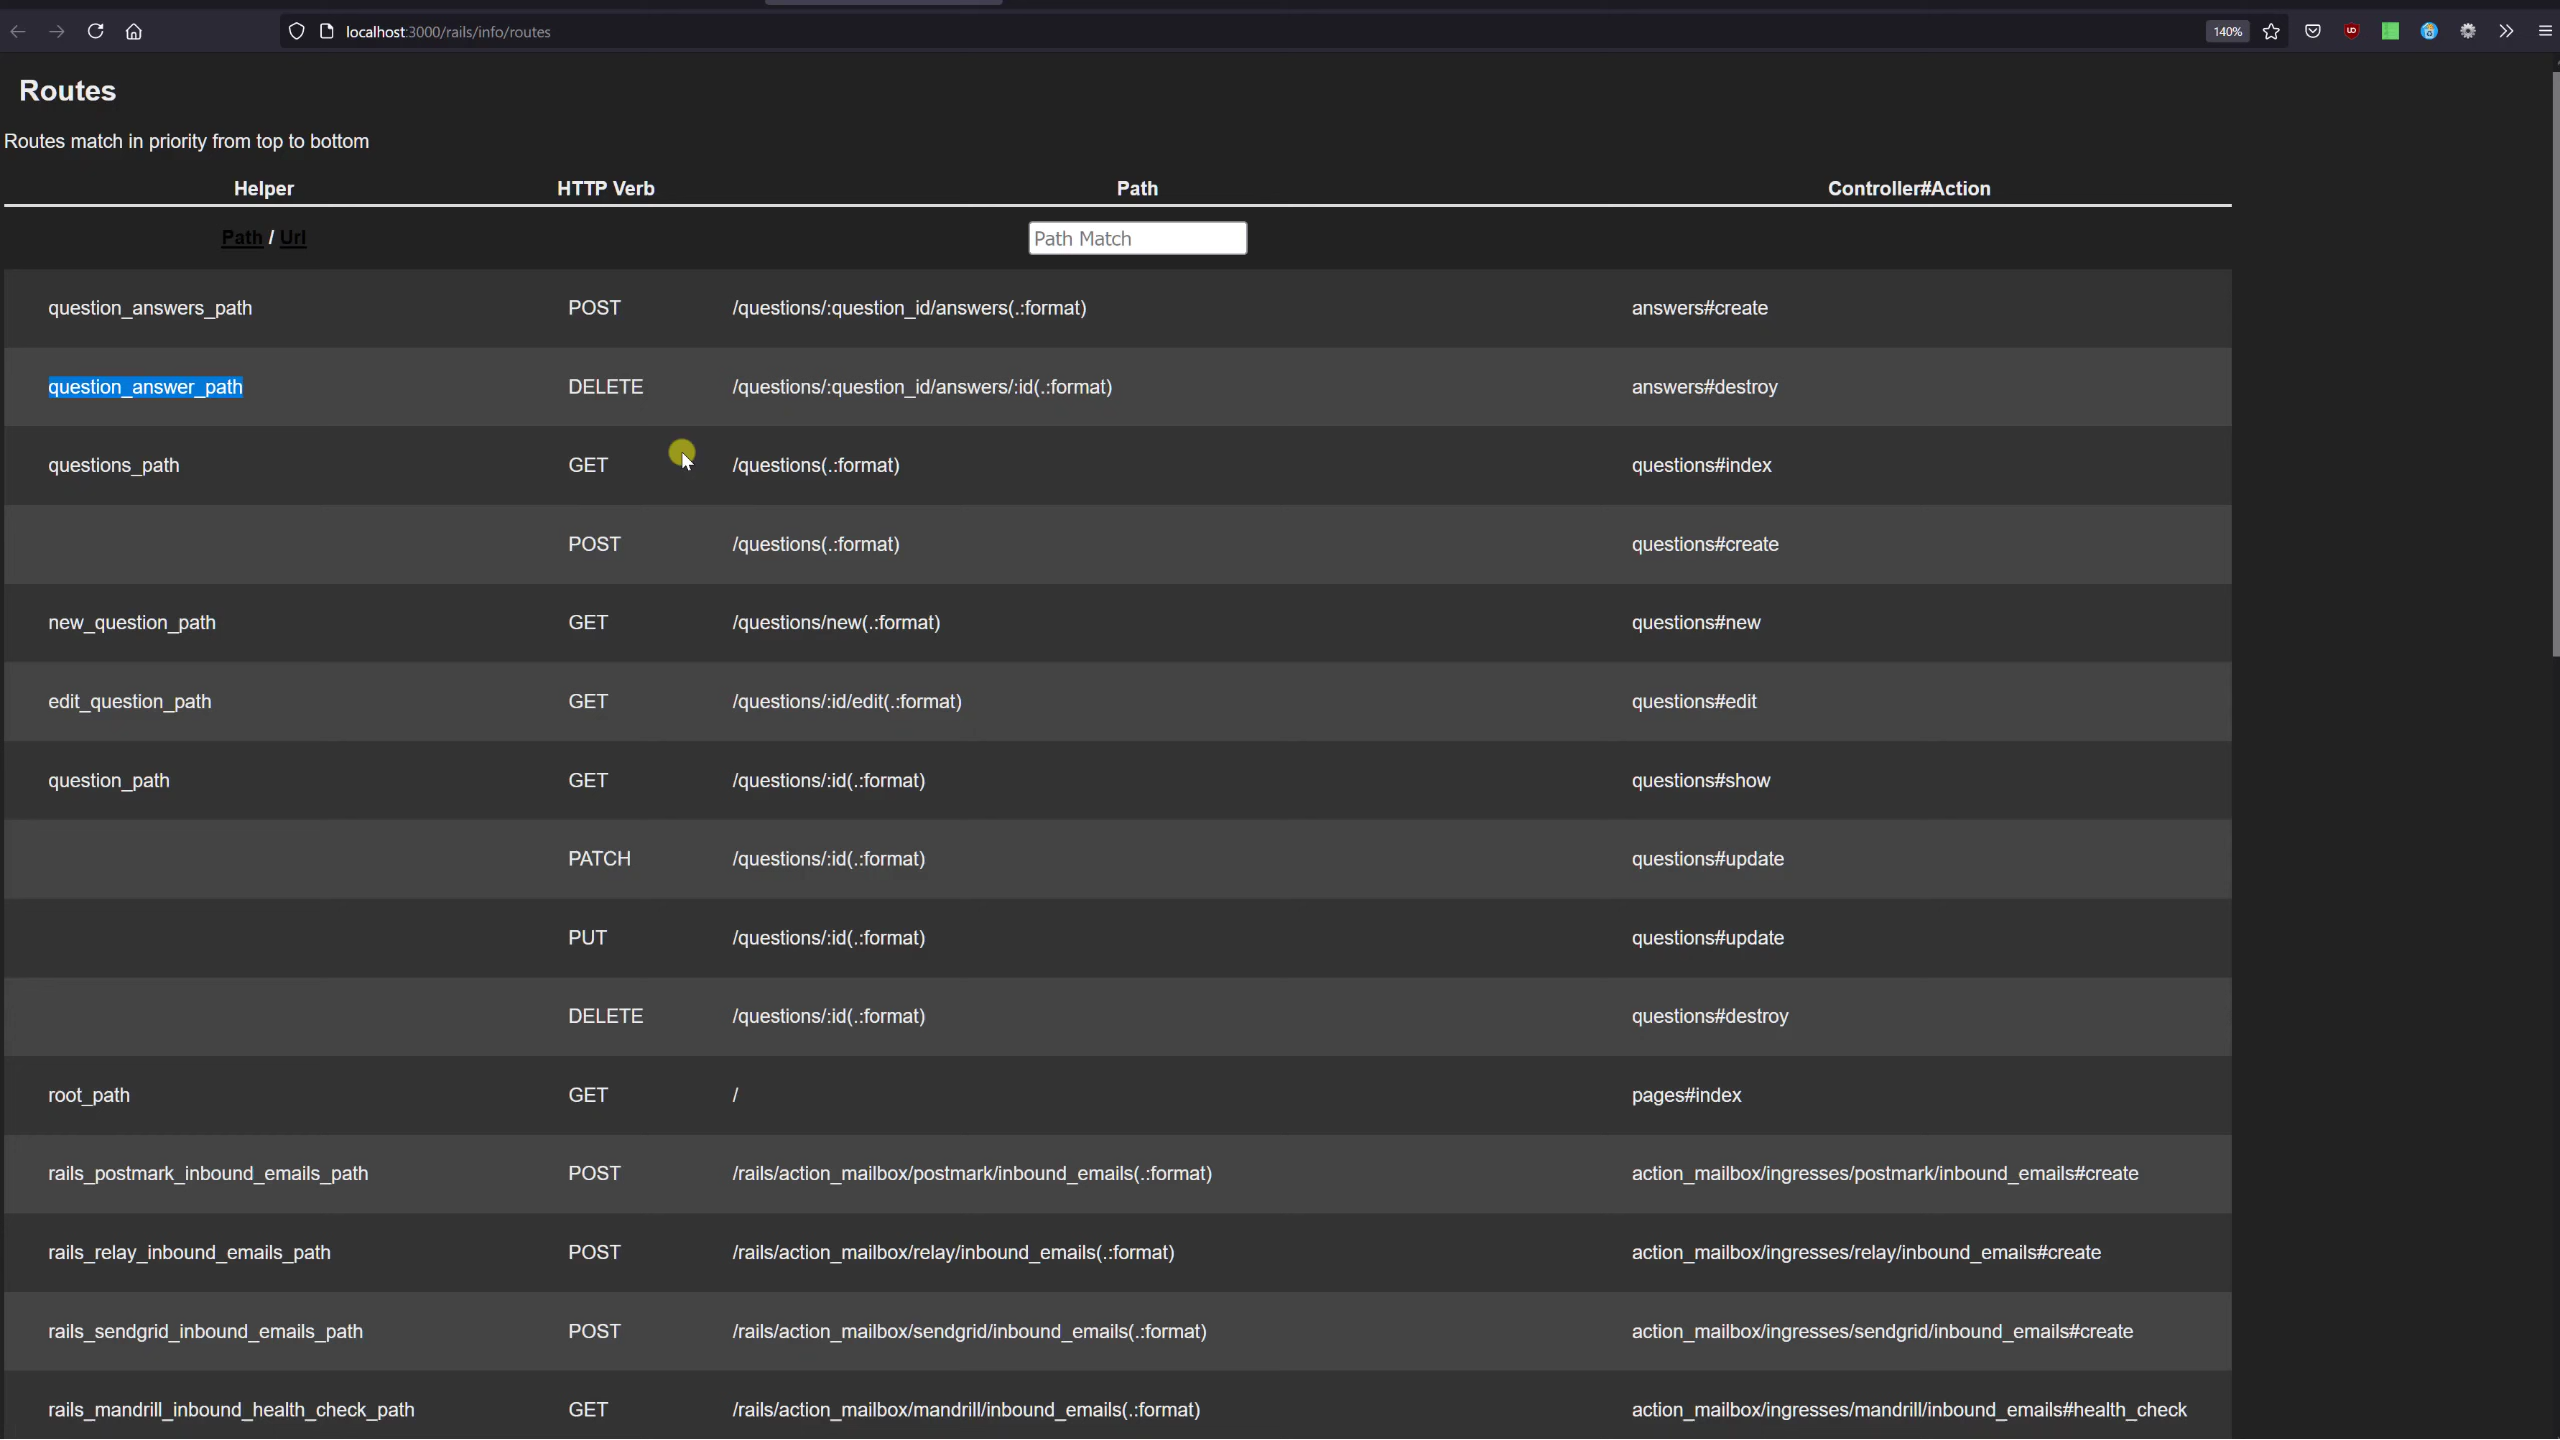 localhost:3000/rails/info/routes 140%
Routes
Routes match in priority from top to bottom
Helper HTTP Verb Path Controller#Action
Path / Url Path Match
question_answers_path POST /questions/:question_id/answers(.:format) answers#create
question_answer_path DELETE /questions/:question_id/answers/:id(.:format) answers#destroy
questions_path GET /questions(.:format) questions#index
POST /questions(.:format) questions#create
new_question_path GET /questions/new(.:format) questions#new
edit_question_path GET /questions/:id/edit(.:format) questions#edit
question_path GET /questions/:id(.:format) questions#show
PATCH /questions/:id(.:format) questions#update
PUT /questions/:id(.:format) questions#update
DELETE /questions/:id(.:format) questions#destroy
root_path GET / pages#index
rails_postmark_inbound_emails_path POST /rails/action_mailbox/postmark/inbound_emails(.:format) action_mailbox/ingresses/postmark/inbound_emails#create
rails_relay_inbound_emails_path POST /rails/action_mailbox/relay/inbound_emails(.:format) action_mailbox/ingresses/relay/inbound_emails#create
rails_sendgrid_inbound_emails_path POST /rails/action_mailbox/sendgrid/inbound_emails(.:format) action_mailbox/ingresses/sendgrid/inbound_emails#create
rails_mandrill_inbound_health_check_path GET /rails/action_mailbox/mandrill/inbound_emails(.:format) action_mailbox/ingresses/mandrill/inbound_emails#health_check